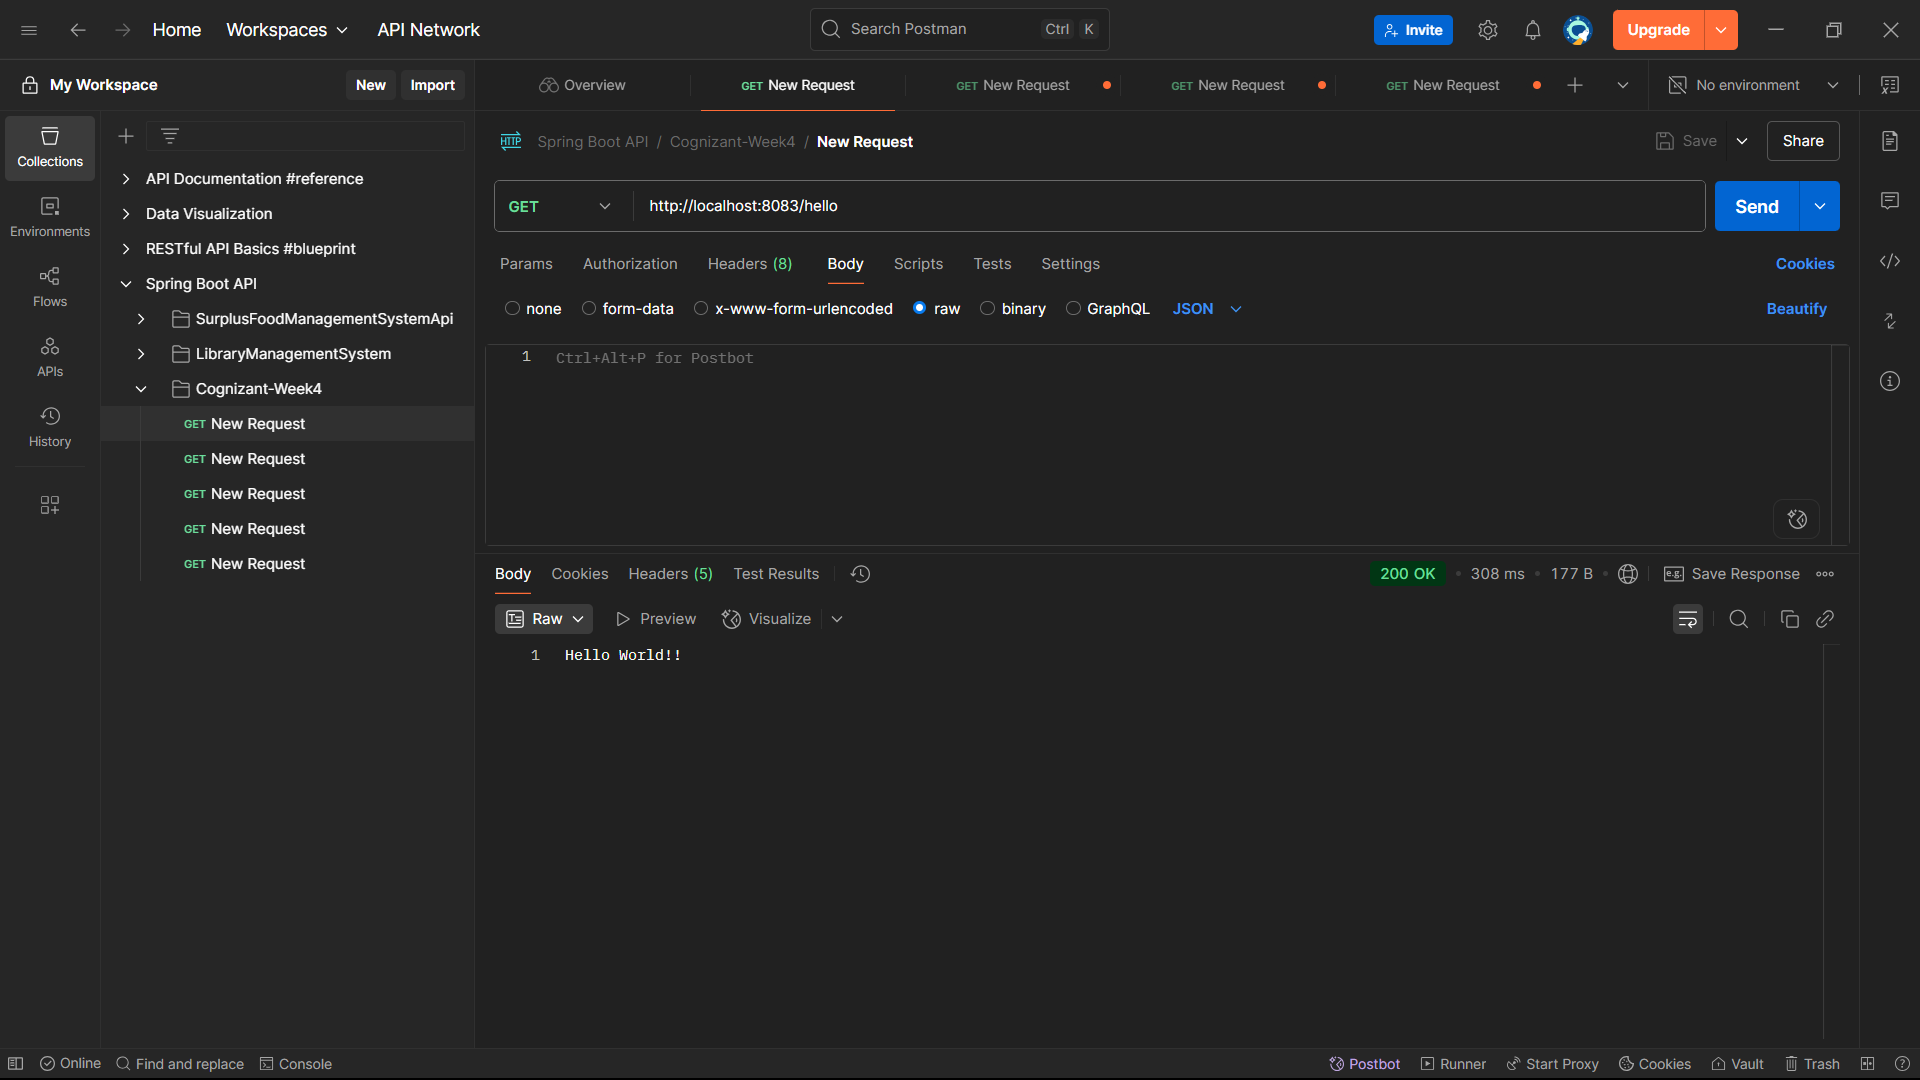 Home Workspaces API Network Search Postman Ctrl K Invite Upgrade
My Workspace New Import
Overview GET New Request GET New Request GET New Request GET New Request No environment
Collections
Environments
Flows
APIs
History
API Documentation #reference
Data Visualization
RESTful API Basics #blueprint
Spring Boot API
SurplusFoodManagementSystemApi
LibraryManagementSystem
Cognizant-Week4
GET New Request
GET New Request
GET New Request
GET New Request
GET New Request
HTTP Spring Boot API / Cognizant-Week4 / New Request Save Share
GET http://localhost:8083/hello Send
Params Authorization Headers (8) Body Scripts Tests Settings Cookies
none form-data x-www-form-urlencoded raw binary GraphQL JSON Beautify
1 Ctrl+Alt+P for Postbot
Body Cookies Headers (5) Test Results 200 OK • 308 ms • 177 B • e.g. Save Response
Raw Preview Visualize
1 Hello World!!
Online Find and replace Console Postbot Runner Start Proxy Cookies Vault Trash